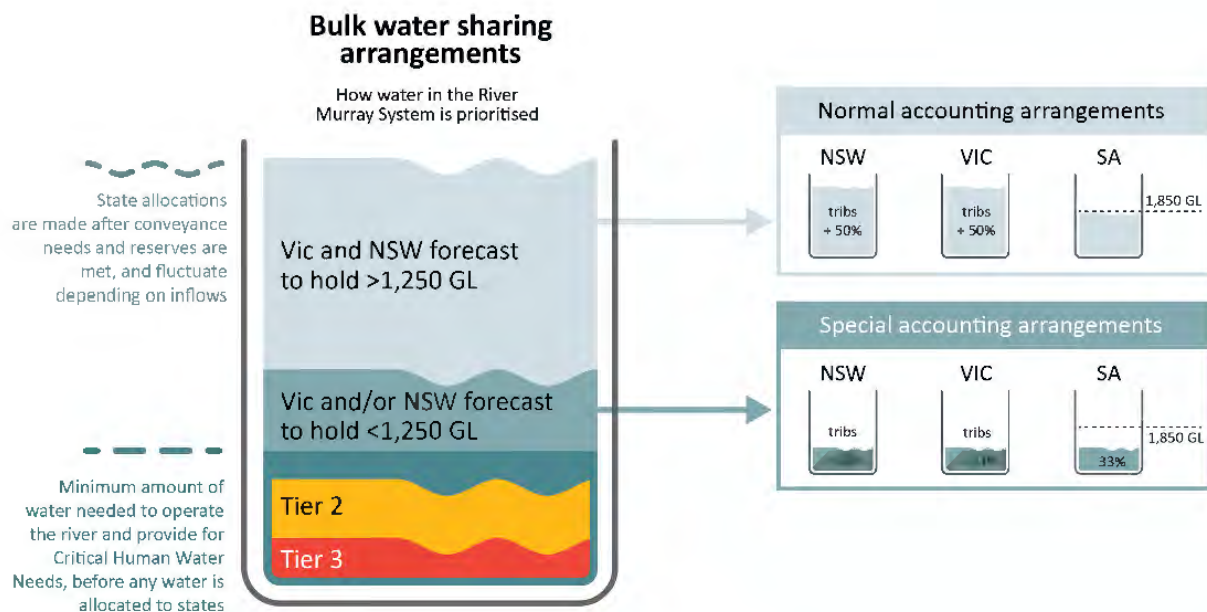 Bulk water sharing
arrangements
How water in the River
Murray System is prioritised
State allocations
are made after conveyance
needs and reserves are
met, and fluctuate
depending on inflows
Minimum amount of
water needed to operate
the river and provide for
Critical Human Water
Needs, before any water is
allocated to states
Vic and NSW forecast
to hold >1,250 GL
Vic and/or NSW forecast
to hold <1,250 GL
Tier 2
Tier 3
Normal accounting arrangements
NSW
VIC
SA
tribs
+ 50%
tribs
+ 50%
1,850 GL
Special accounting arrangements
NSW
VIC
SA
tribs
tribs
1,850 GL
33%